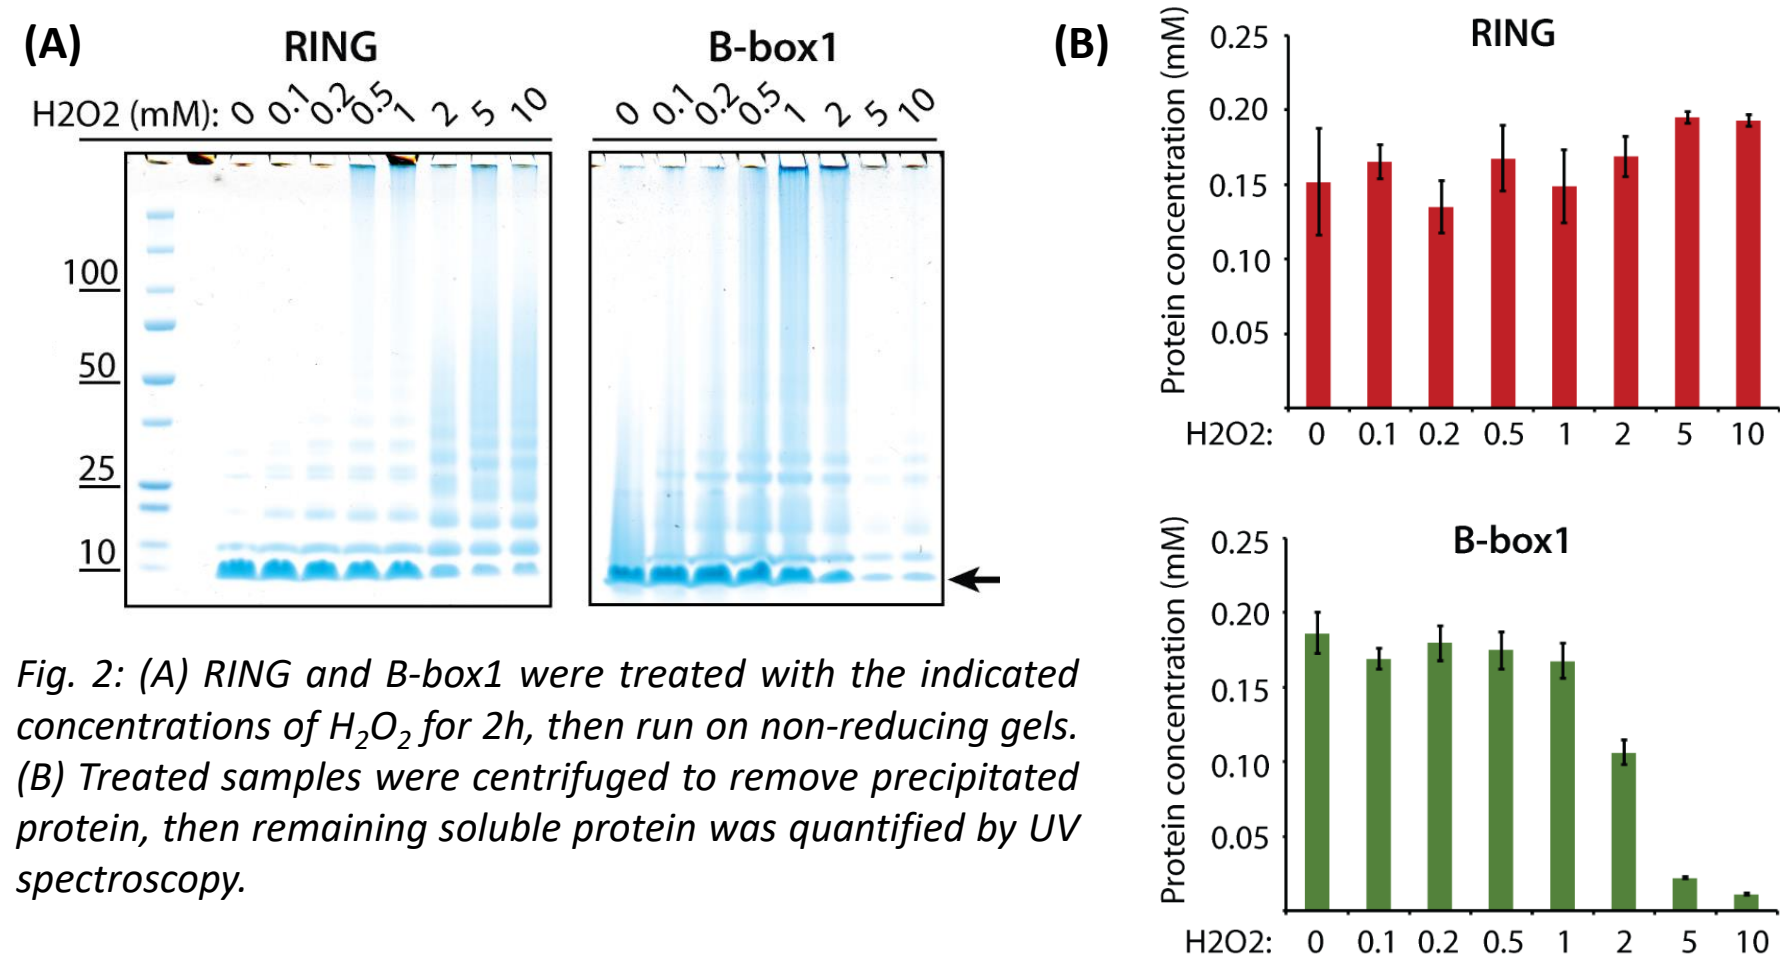 (A)
RING
B-box1
H2O2 (mM): 0 0.1 0.2 0.5 1 2 5 10
0 0.1 0.2 0.5 1 2 5 10
100
50
25
10
(B)
RING
Protein concentration (mM)
0.25
0.20
0.15
0.10
0.05
H2O2: 0 0.1 0.2 0.5 1 2 5 10
B-box1
Protein concentration (mM)
0.25
0.20
0.15
0.10
0.05
H2O2: 0 0.1 0.2 0.5 1 2 5 10
Fig. 2: (A) RING and B-box1 were treated with the indicated
concentrations of H₂O₂ for 2h, then run on non-reducing gels.
(B) Treated samples were centrifuged to remove precipitated
protein, then remaining soluble protein was quantified by UV
spectroscopy.